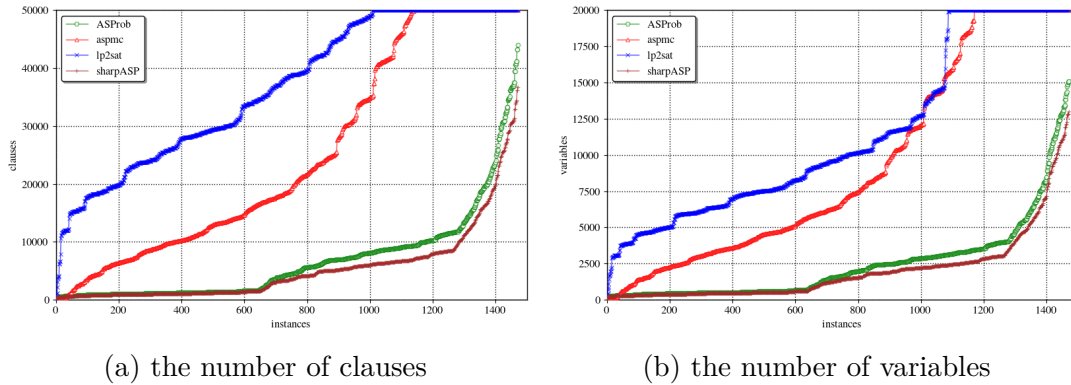 50000
40000
30000
20000
10000
0
clauses
ASProb
aspmc
lp2sat
sharpASP
0 200 400 600 800 1000 1200 1400
instances
20000
17500
15000
12500
10000
7500
5000
2500
0
variables
ASProb
aspmc
lp2sat
sharpASP
0 200 400 600 800 1000 1200 1400
instances
(a) the number of clauses
(b) the number of variables